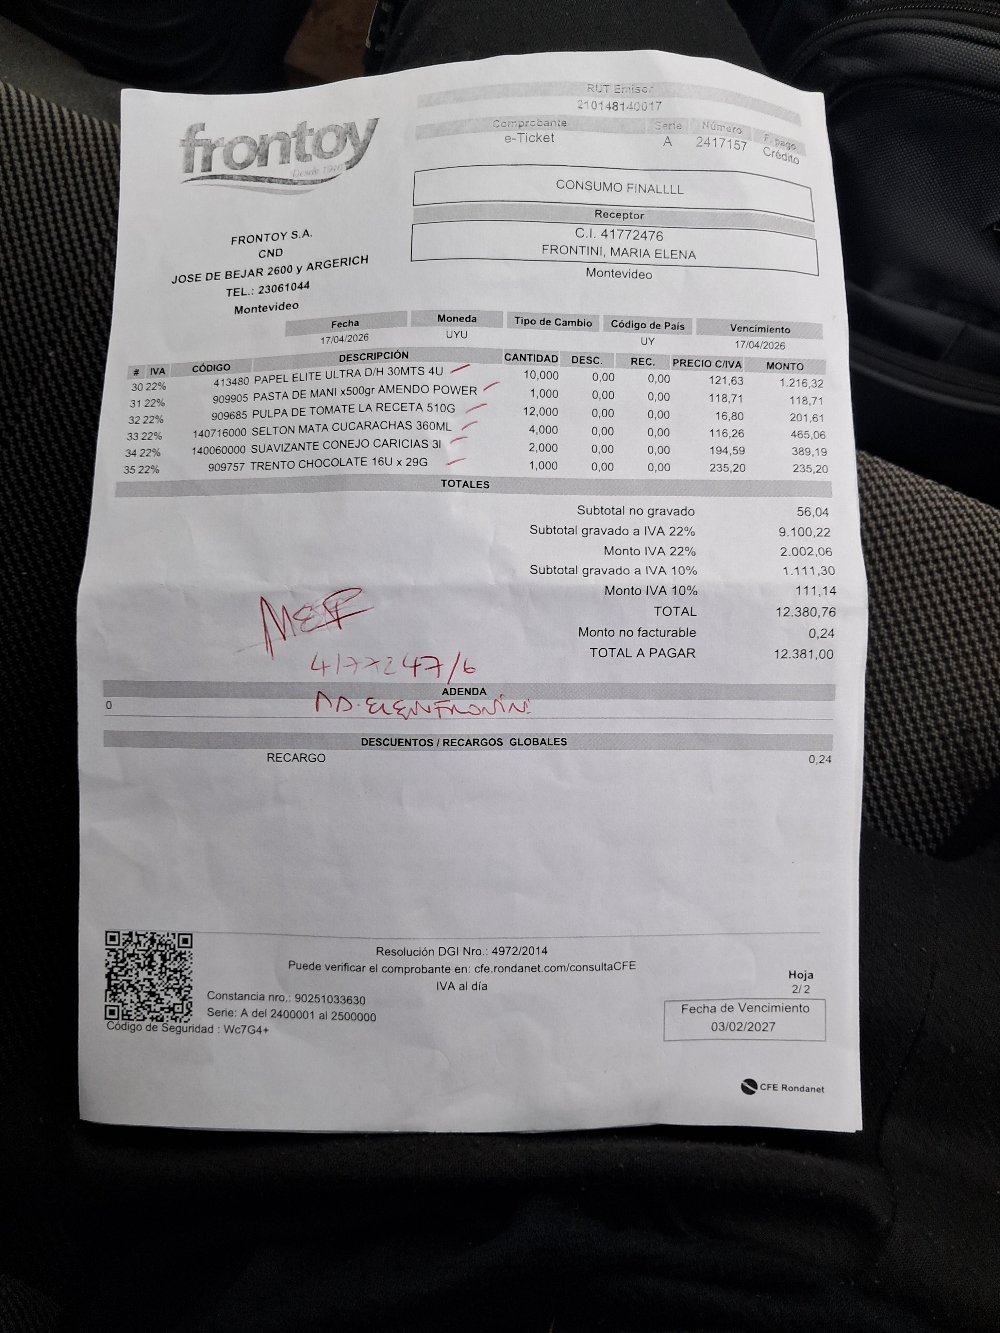 frontoy
Desde 1946
RUT Emisor
210148140017
Comprobante Serie Número F. pago
e-Ticket A 2417157 Crédito
CONSUMO FINALLLL
Receptor
C.I. 41772476
FRONTINI, MARIA ELENA
Montevideo
FRONTOY S.A.
CND
JOSE DE BEJAR 2600 y ARGERICH
TEL.: 23061044
Montevideo
Fecha Moneda Tipo de Cambio Código de País Vencimiento
17/04/2026 UYU UY 17/04/2026
# IVA CÓDIGO DESCRIPCIÓN CANTIDAD DESC. REC. PRECIO C/IVA MONTO
30 22% 413480 PAPEL ELITE ULTRA D/H 30MTS 4U 10,000 0,00 0,00 121,63 1.216,32
31 22% 909905 PASTA DE MANI x500gr AMENDO POWER 1,000 0,00 0,00 118,71 118,71
32 22% 909685 PULPA DE TOMATE LA RECETA 510G 12,000 0,00 0,00 16,80 201,61
33 22% 140716000 SELTON MATA CUCARACHAS 360ML 4,000 0,00 0,00 116,26 465,06
34 22% 140060000 SUAVIZANTE CONEJO CARICIAS 3l 2,000 0,00 0,00 194,59 389,19
35 22% 909757 TRENTO CHOCOLATE 16U x 29G 1,000 0,00 0,00 235,20 235,20
TOTALES
Subtotal no gravado 56,04
Subtotal gravado a IVA 22% 9.100,22
Monto IVA 22% 2.002,06
Subtotal gravado a IVA 10% 1.111,30
Monto IVA 10% 111,14
TOTAL 12.380,76
Monto no facturable 0,24
TOTAL A PAGAR 12.381,00
4177247/6
ADENDA
0
DESCUENTOS / RECARGOS GLOBALES
RECARGO 0,24
Resolución DGI Nro.: 4972/2014
Puede verificar el comprobante en: cfe.rondanet.com/consultaCFE
IVA al día
Constancia nro.: 90251033630
Serie: A del 2400001 al 2500000
Código de Seguridad : Wc7G4+
Hoja
2/2
Fecha de Vencimiento
03/02/2027
CFE Rondanet